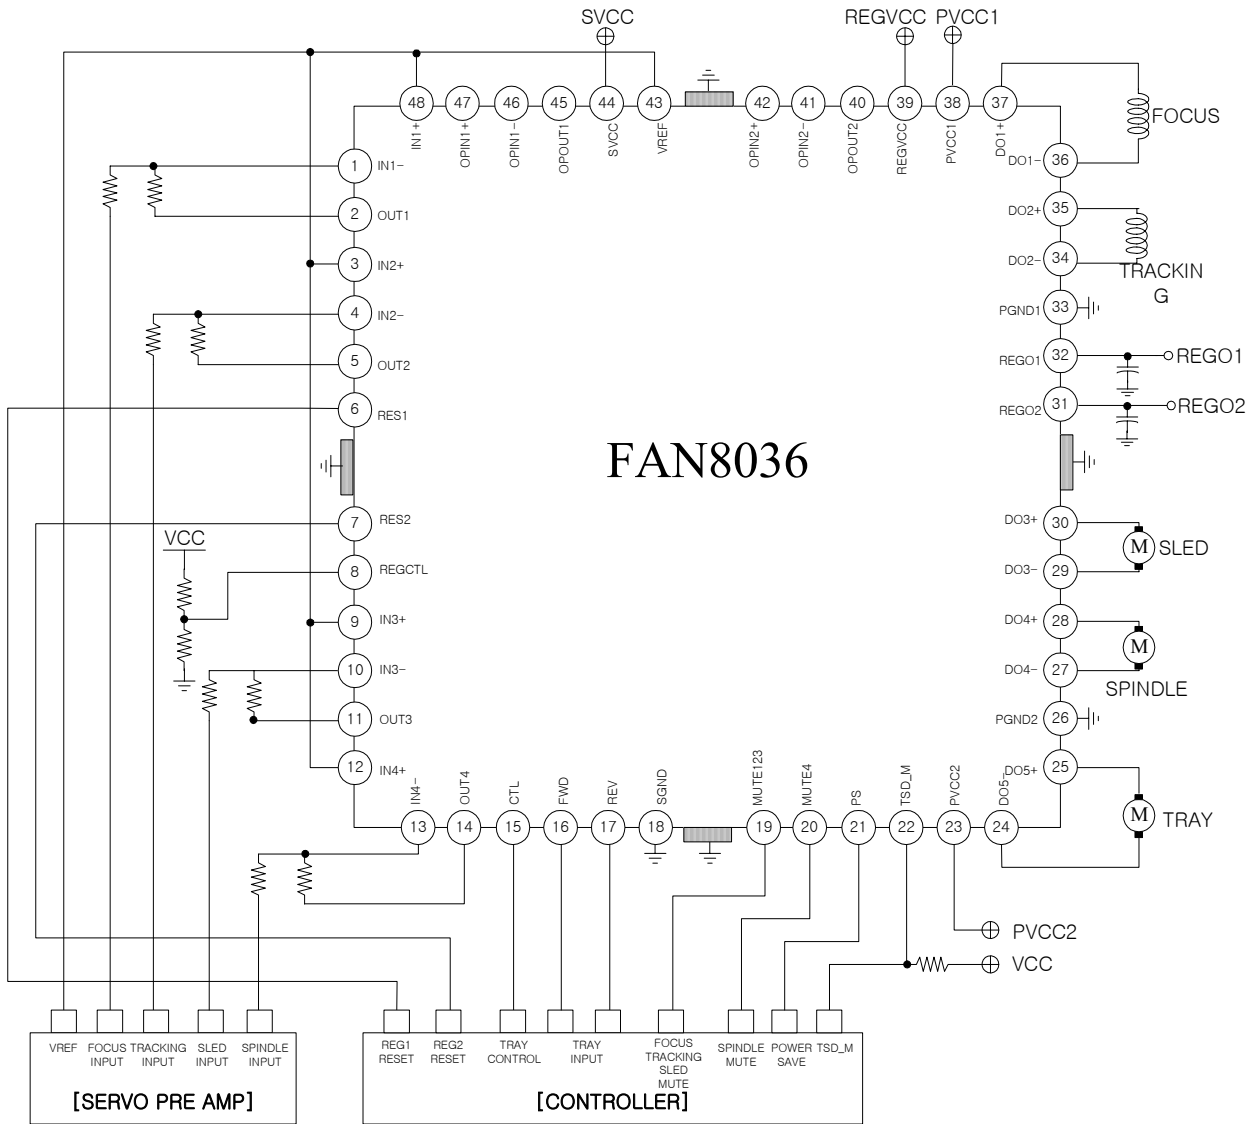 SVCC
REGVCC PVCC1
48 47 46 45 44 43 42 41 40 39 38 37
IN1+ OPIN1+ OPIN1- OPOUT1 SVCC VREF OPIN2+ OPIN2- OPOUT2 REGVCC PVCC1 DO1+
FOCUS
1 IN1-
DO1- 36
2 OUT1
DO2+ 35
3 IN2+
DO2- 34
TRACKIN
G
4 IN2-
PGND1 33
5 OUT2
REGO1 32 REGO1
6 RES1
REGO2 31 REGO2
FAN8036
7 RES2
DO3+ 30
VCC
M SLED
8 REGCTL
DO3- 29
9 IN3+
DO4+ 28
M
10 IN3-
DO4- 27
SPINDLE
11 OUT3
PGND2 26
12 IN4+
DO5+ 25
IN4- OUT4 CTL FWD REV SGND MUTE123 MUTE4 PS TSD_M PVCC2 DO5-
13 14 15 16 17 18 19 20 21 22 23 24
M TRAY
PVCC2
VCC
VREF
FOCUS
INPUT
TRACKING
INPUT
SLED
INPUT
SPINDLE
INPUT
[SERVO PRE AMP]
REG1
RESET
REG2
RESET
TRAY
CONTROL
TRAY
INPUT
FOCUS
TRACKING
SLED
MUTE
SPINDLE
MUTE
POWER
SAVE
TSD_M
[CONTROLLER]